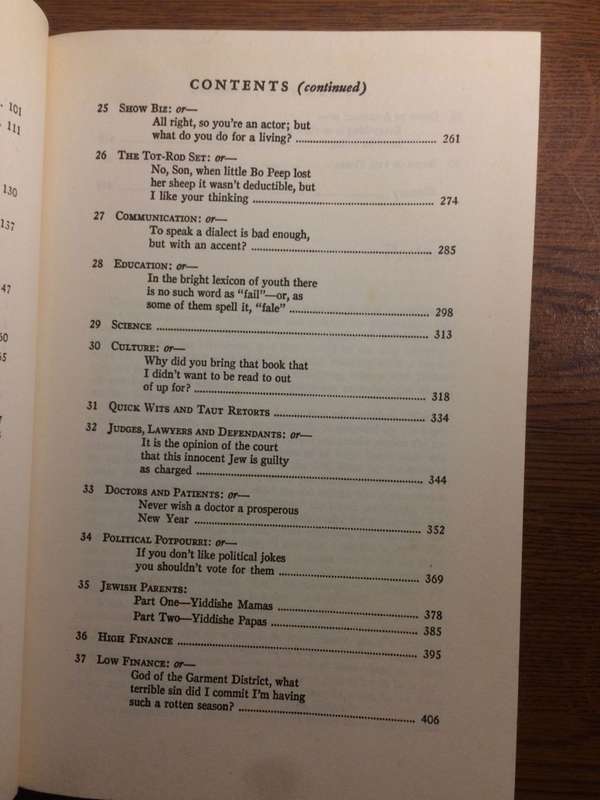 101
111
130
137
47
60
65
CONTENTS (continued)
25 SHOW BIZ: or—
All right, so you're an actor; but
what do you do for a living? 261
26 THE TOT-ROD SET: or—
No, Son, when little Bo Peep lost
her sheep it wasn't deductible, but
I like your thinking 274
27 COMMUNICATION: or—
To speak a dialect is bad enough,
but with an accent? 285
28 EDUCATION: or—
In the bright lexicon of youth there
is no such word as "fail"—or, as
some of them spell it, "fale" 298
29 SCIENCE 313
30 CULTURE: or—
Why did you bring that book that
I didn't want to be read to out
of up for? 318
31 QUICK WITS AND TAUT RETORTS 334
32 JUDGES, LAWYERS AND DEFENDANTS: or—
It is the opinion of the court
that this innocent Jew is guilty
as charged 344
33 DOCTORS AND PATIENTS: or—
Never wish a doctor a prosperous
New Year 352
34 POLITICAL POTPOURRI: or—
If you don't like political jokes
you shouldn't vote for them 369
35 JEWISH PARENTS:
Part One—Yiddishe Mamas 378
Part Two—Yiddishe Papas 385
36 HIGH FINANCE 395
37 LOW FINANCE: or—
God of the Garment District, what
terrible sin did I commit I'm having
such a rotten season? 406